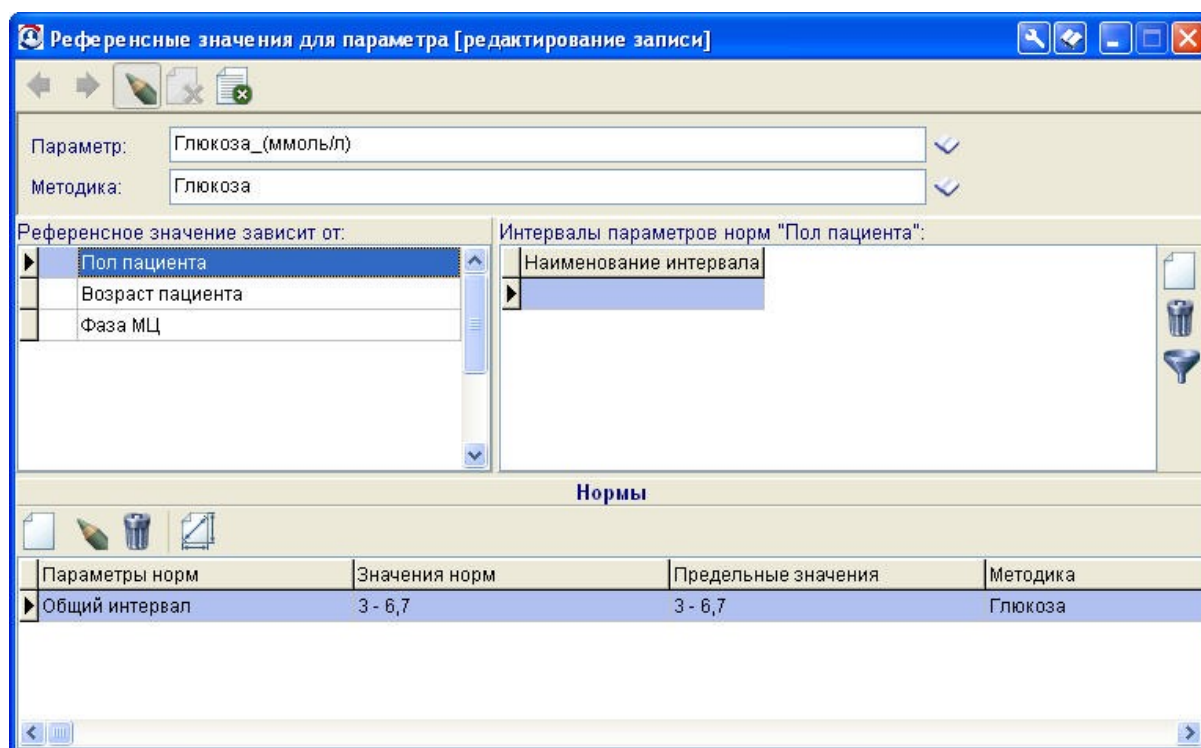 Референсные значения для параметра [редактирование записи]
Параметр: Глюкоза_(ммоль/л)
Методика: Глюкоза
Референсное значение зависит от:
Пол пациента
Возраст пациента
Фаза МЦ
Интервалы параметров норм "Пол пациента":
Наименование интервала
Нормы
Параметры норм Значения норм Предельные значения Методика
Общий интервал 3 - 6,7 3 - 6,7 Глюкоза